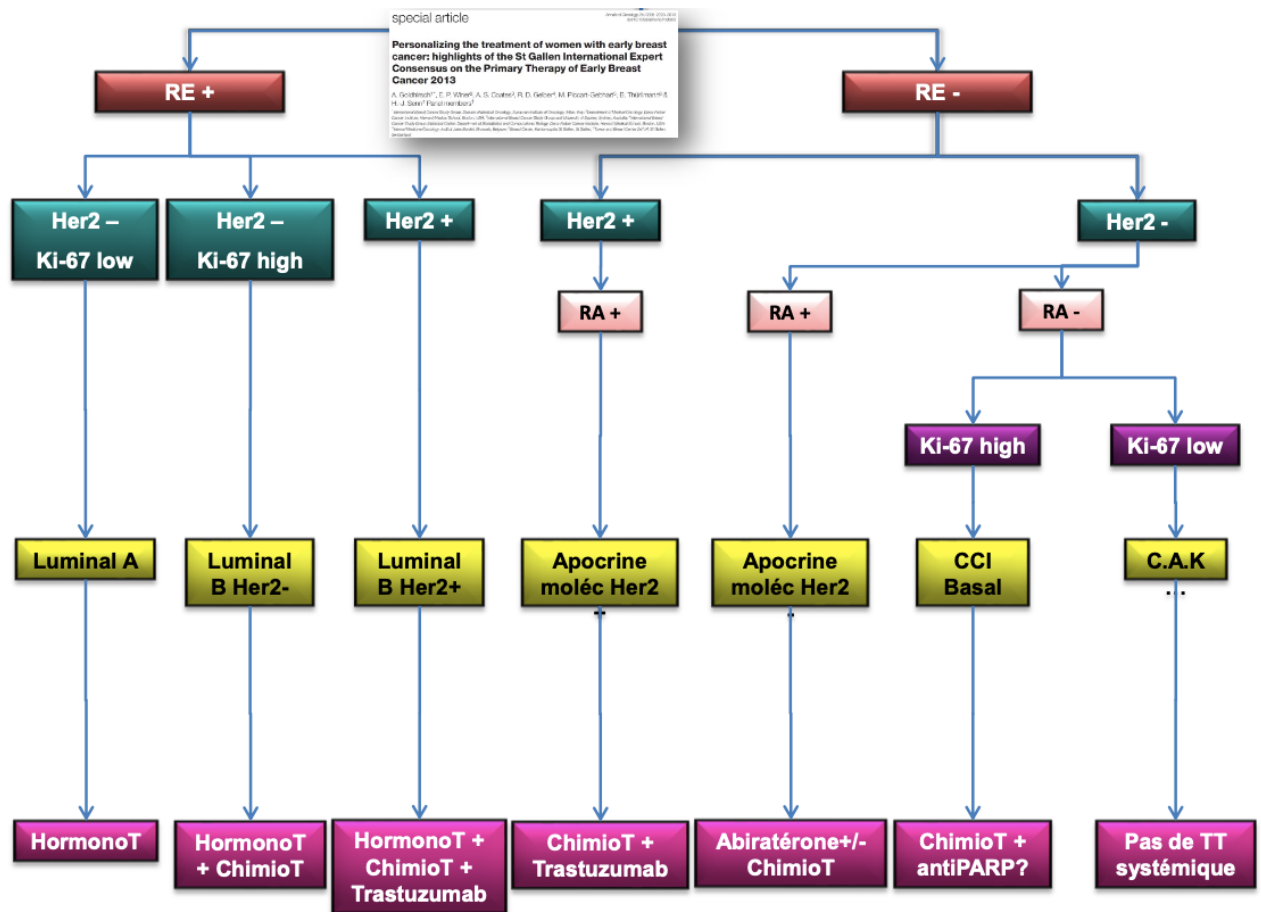 special article
Personalizing the treatment of women with early breast
cancer: highlights of the St Gallen International Expert
Consensus on the Primary Therapy of Early Breast
Cancer 2013
RE +
RE -
Her2 –
Ki-67 low
Her2 –
Ki-67 high
Her2 +
Her2 +
Her2 -
RA +
RA +
RA -
Ki-67 high
Ki-67 low
Luminal A
Luminal
B Her2-
Luminal
B Her2+
Apocrine
moléc Her2
+
Apocrine
moléc Her2
-
CCI
Basal
C.A.K
...
HormonoT
HormonoT
+ ChimioT
HormonoT +
ChimioT +
Trastuzumab
ChimioT +
Trastuzumab
Abiratérone+/-
ChimioT
ChimioT +
antiPARP?
Pas de TT
systémique